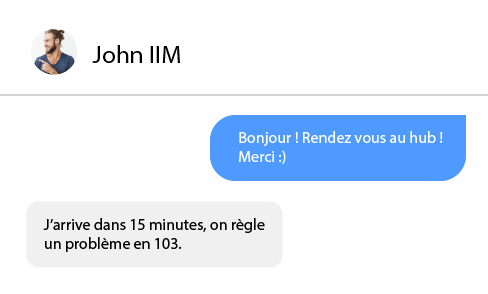 John IIM
Bonjour ! Rendez vous au hub !
Merci :)
J’arrive dans 15 minutes, on règle
un problème en 103.